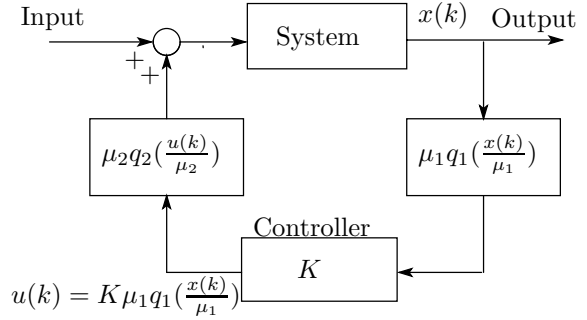 Input
x(k)
Output
System
+
+
μ₂q₂(u(k)/μ₂)
μ₁q₁(x(k)/μ₁)
Controller
K
u(k) = Kμ₁q₁(x(k)/μ₁)